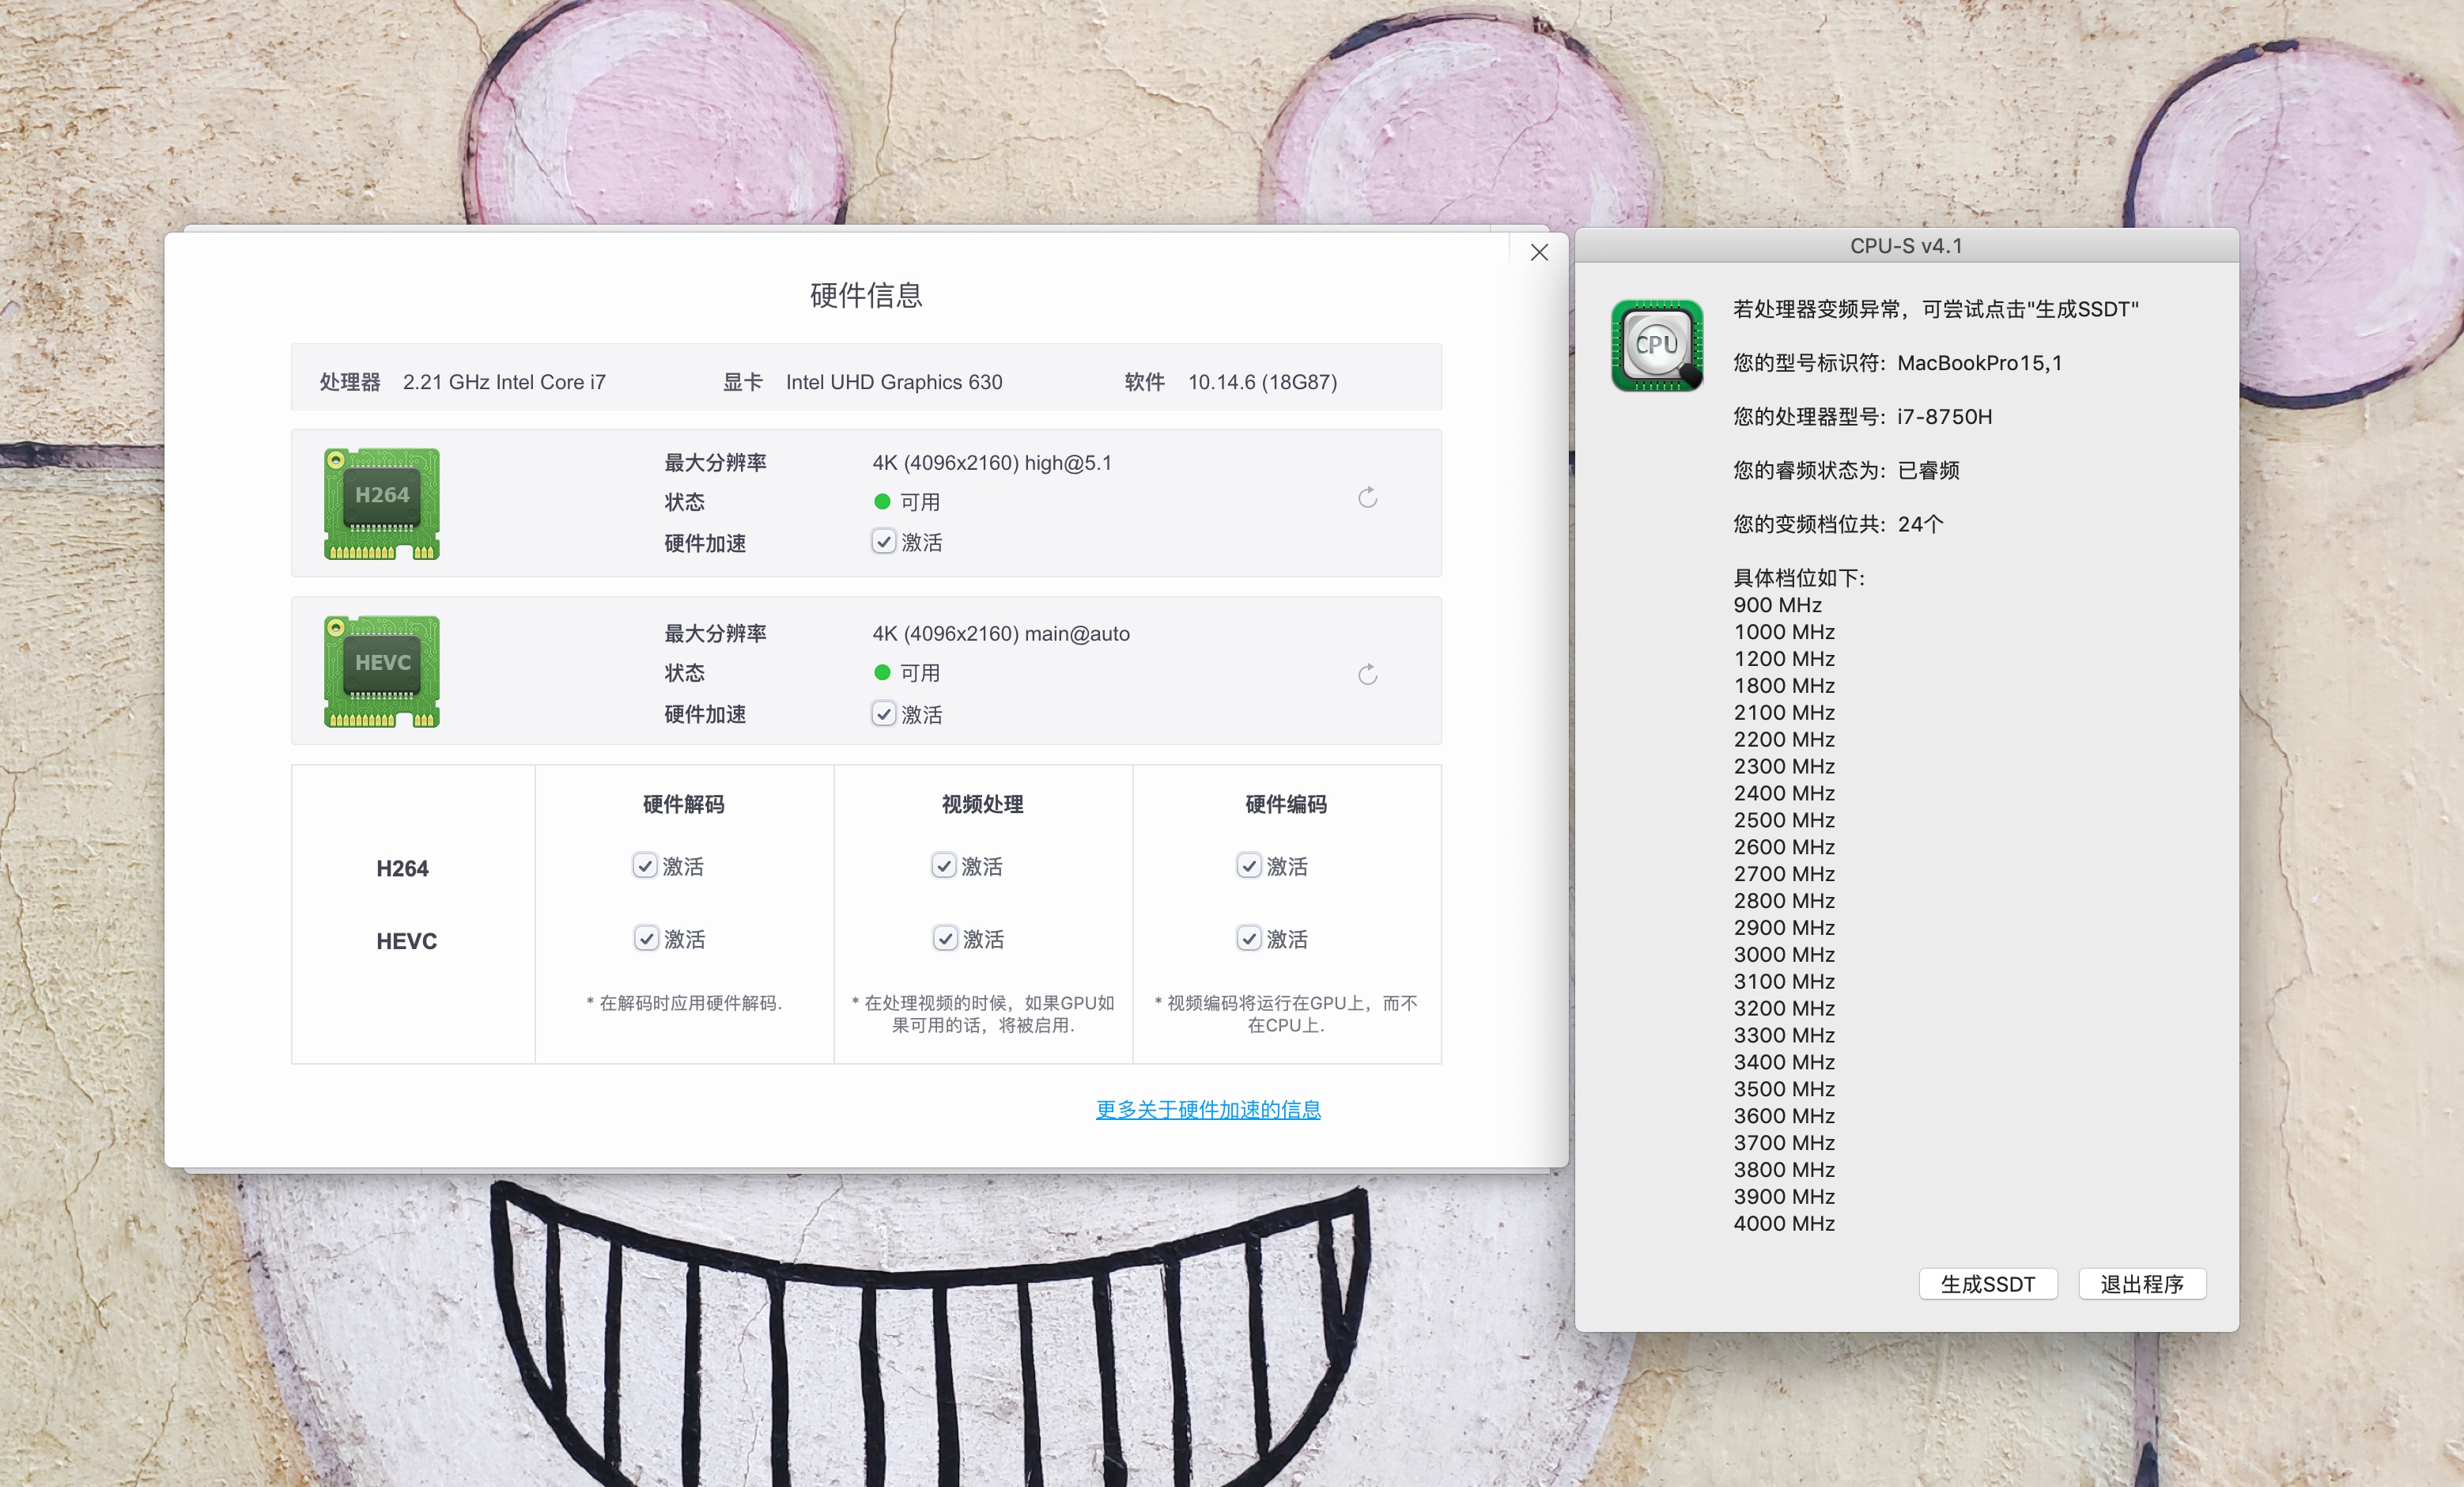 硬件信息
处理器 2.21 GHz Intel Core i7 显卡 Intel UHD Graphics 630 软件 10.14.6 (18G87)
H264
最大分辨率 4K (4096x2160) high@5.1
状态 可用
硬件加速 激活
HEVC
最大分辨率 4K (4096x2160) main@auto
状态 可用
硬件加速 激活
硬件解码 视频处理 硬件编码
H264 激活 激活 激活
HEVC 激活 激活 激活
* 在解码时应用硬件解码.
* 在处理视频的时候，如果GPU如
果可用的话，将被启用.
* 视频编码将运行在GPU上，而不
在CPU上.
更多关于硬件加速的信息
CPU-S v4.1
CPU
若处理器变频异常，可尝试点击"生成SSDT"
您的型号标识符: MacBookPro15,1
您的处理器型号: i7-8750H
您的睿频状态为: 已睿频
您的变频档位共: 24个
具体档位如下:
900 MHz
1000 MHz
1200 MHz
1800 MHz
2100 MHz
2200 MHz
2300 MHz
2400 MHz
2500 MHz
2600 MHz
2700 MHz
2800 MHz
2900 MHz
3000 MHz
3100 MHz
3200 MHz
3300 MHz
3400 MHz
3500 MHz
3600 MHz
3700 MHz
3800 MHz
3900 MHz
4000 MHz
生成SSDT 退出程序